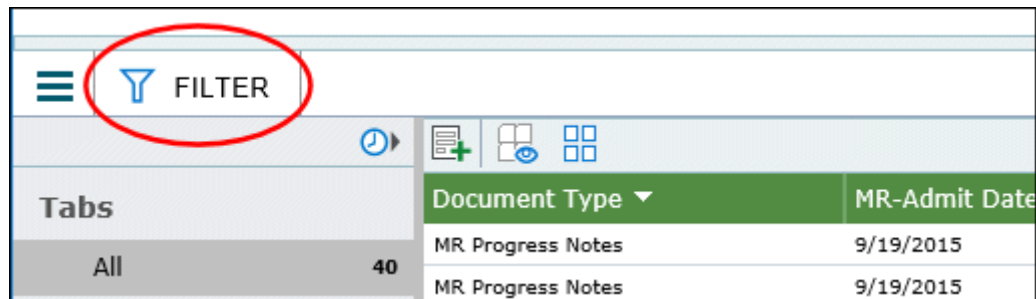 FILTER
Tabs
All 40
Document Type MR-Admit Date
MR Progress Notes 9/19/2015
MR Progress Notes 9/19/2015